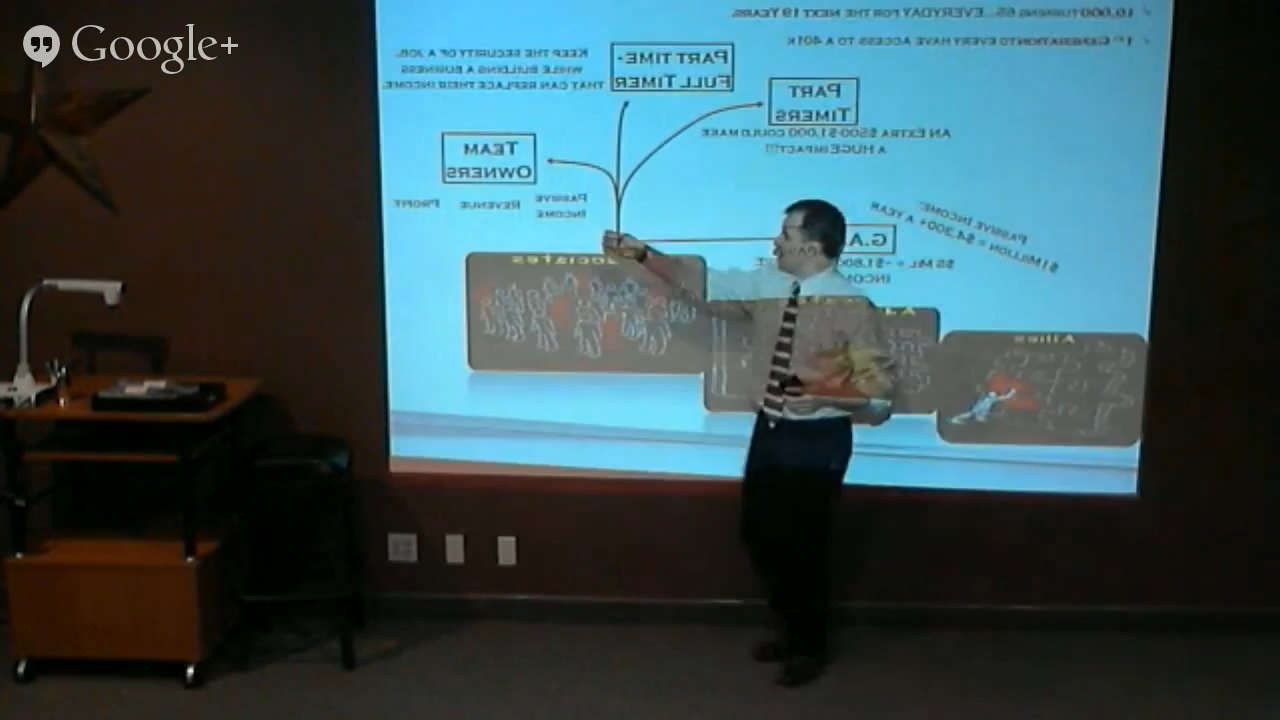 Google+
10,000 TURNING 65...EVERYDAY FOR THE NEXT 19 YEARS.
1ST GENERATION TO EVERY HAVE ACCESS TO A 401K
PART TIME-
FULL TIMER
KEEP THE SECURITY OF A JOB,
WHILE BUILDING A BUSINESS
THAT CAN REPLACE THEIR INCOME
PART
TIMERS
AN EXTRA $500-$1,000 COULD MAKE
A HUGE IMPACT!!!
TEAM
OWNERS
PASSIVE
INCOME
REVENUE
PROFIT
PASSIVE INCOME:
$1 MILLION = $4,200+ A YEAR
G.A.
INCO
Allies